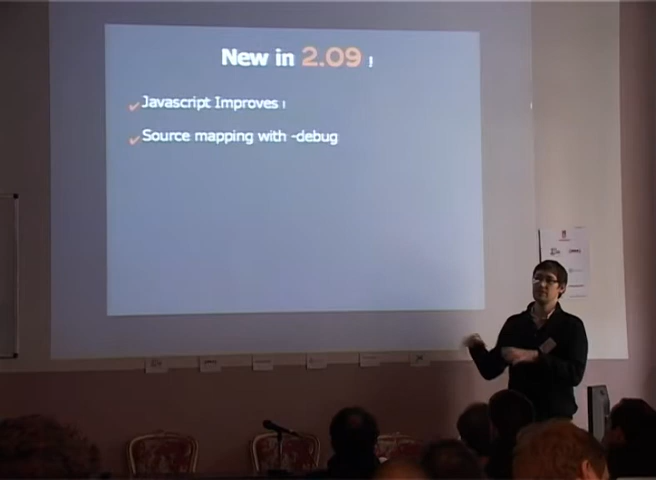 New in 2.09 !
Javascript Improves !
Source mapping with -debug